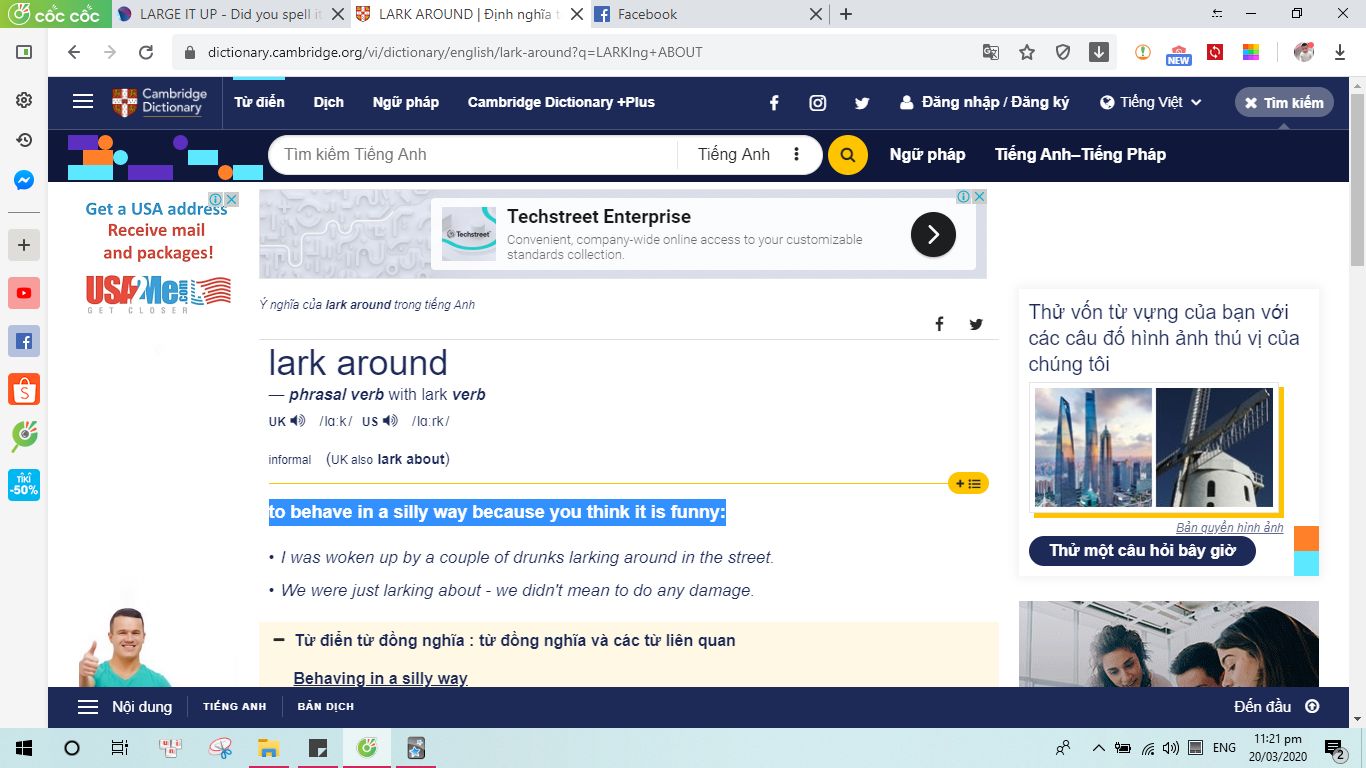 cốc cốc
LARGE IT UP - Did you spell it
LARK AROUND | Định nghĩa t
Facebook
dictionary.cambridge.org/vi/dictionary/english/lark-around?q=LARKIng+ABOUT
NEW
Cambridge
Dictionary
Từ điển
Dịch
Ngữ pháp
Cambridge Dictionary +Plus
Đăng nhập / Đăng ký
Tiếng Việt
Tìm kiếm
Tìm kiếm Tiếng Anh
Tiếng Anh
Ngữ pháp
Tiếng Anh–Tiếng Pháp
Get a USA address
Receive mail
and packages!
USA2Me.com
GET CLOSER
Techstreet
Techstreet Enterprise
Convenient, company-wide online access to your customizable
standards collection.
Ý nghĩa của lark around trong tiếng Anh
lark around
— phrasal verb with lark verb
UK /lɑːk/ US /lɑːrk/
informal (UK also lark about)
to behave in a silly way because you think it is funny:
• I was woken up by a couple of drunks larking around in the street.
• We were just larking about - we didn't mean to do any damage.
Từ điển từ đồng nghĩa : từ đồng nghĩa và các từ liên quan
Behaving in a silly way
Thử vốn từ vựng của bạn với
các câu đố hình ảnh thú vị của
chúng tôi
Bản quyền hình ảnh
Thử một câu hỏi bây giờ
TIKI
-50%
Nội dung
TIẾNG ANH
BẢN DỊCH
Đến đầu
ENG
11:21 pm
20/03/2020
2